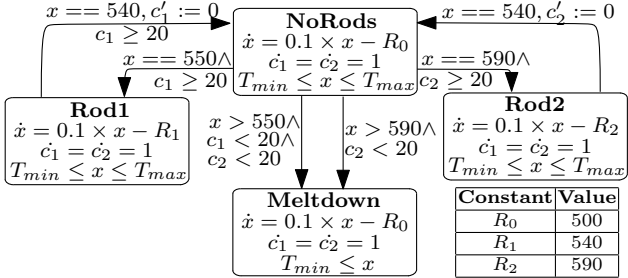 x == 540, c′₁ := 0
c₁ ≥ 20
NoRods
ẋ = 0.1 × x − R₀
ċ₁ = ċ₂ = 1
Tₘᵢₙ ≤ x ≤ Tₘₐₓ
x == 540, c′₂ := 0
x == 550∧
c₁ ≥ 20
x == 590∧
c₂ ≥ 20
Rod1
ẋ = 0.1 × x − R₁
ċ₁ = ċ₂ = 1
Tₘᵢₙ ≤ x ≤ Tₘₐₓ
x > 550∧
c₁ < 20∧
c₂ < 20
x > 590∧
c₂ < 20
Rod2
ẋ = 0.1 × x − R₂
ċ₁ = ċ₂ = 1
Tₘᵢₙ ≤ x ≤ Tₘₐₓ
Meltdown
ẋ = 0.1 × x − R₀
ċ₁ = ċ₂ = 1
Tₘᵢₙ ≤ x
Constant Value
R₀ 500
R₁ 540
R₂ 590